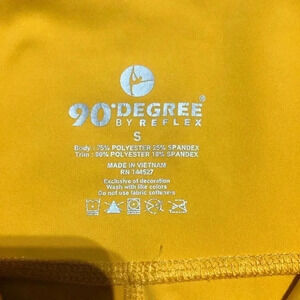 90° DEGREE®
BY REFLEX
S
Body : 75% POLYESTER 25% SPANDEX
Trim : 90% POLYESTER 10% SPANDEX
MADE IN VIETNAM
RN 144527
Exclusive of decoration
Wash with like colors
Do not use fabric softeners